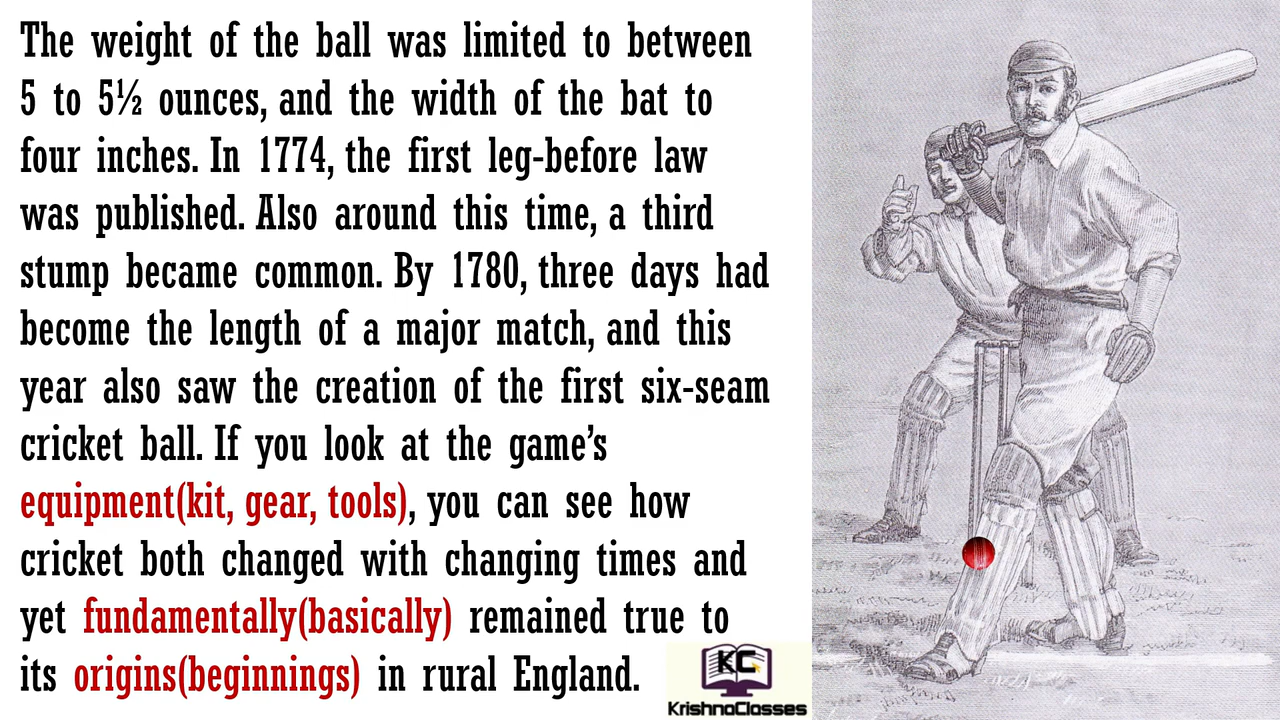 The weight of the ball was limited to between
5 to 5½ ounces, and the width of the bat to
four inches. In 1774, the first leg-before law
was published. Also around this time, a third
stump became common. By 1780, three days had
become the length of a major match, and this
year also saw the creation of the first six-seam
cricket ball. If you look at the game’s
equipment(kit, gear, tools), you can see how
cricket both changed with changing times and
yet fundamentally(basically) remained true to
its origins(beginnings) in rural England.
KC
KrishnoClasses